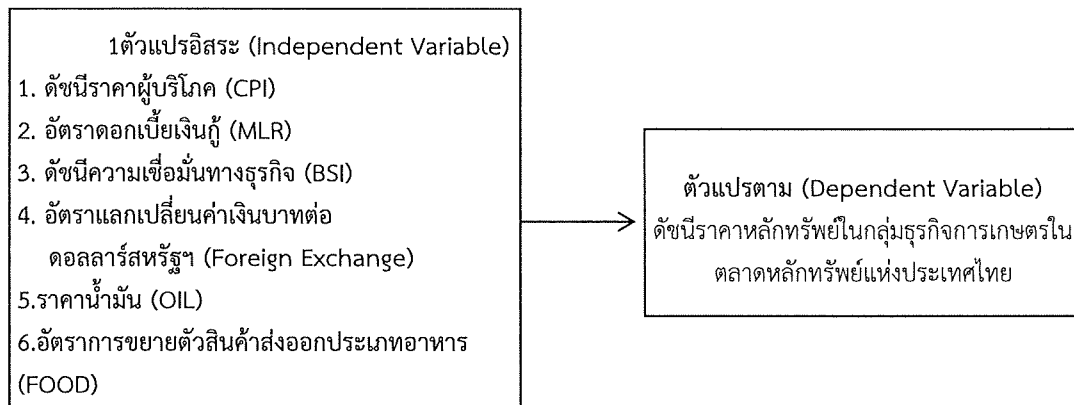 1ตัวแปรอิสระ (Independent Variable)
1. ดัชนีราคาผู้บริโภค (CPI)
2. อัตราดอกเบี้ยเงินกู้ (MLR)
3. ดัชนีความเชื่อมั่นทางธุรกิจ (BSI)
4. อัตราแลกเปลี่ยนค่าเงินบาทต่อ
ดอลลาร์สหรัฐฯ (Foreign Exchange)
5.ราคาน้ำมัน (OIL)
6.อัตราการขยายตัวสินค้าส่งออกประเภทอาหาร
(FOOD)
ตัวแปรตาม (Dependent Variable)
ดัชนีราคาหลักทรัพย์ในกลุ่มธุรกิจการเกษตรใน
ตลาดหลักทรัพย์แห่งประเทศไทย